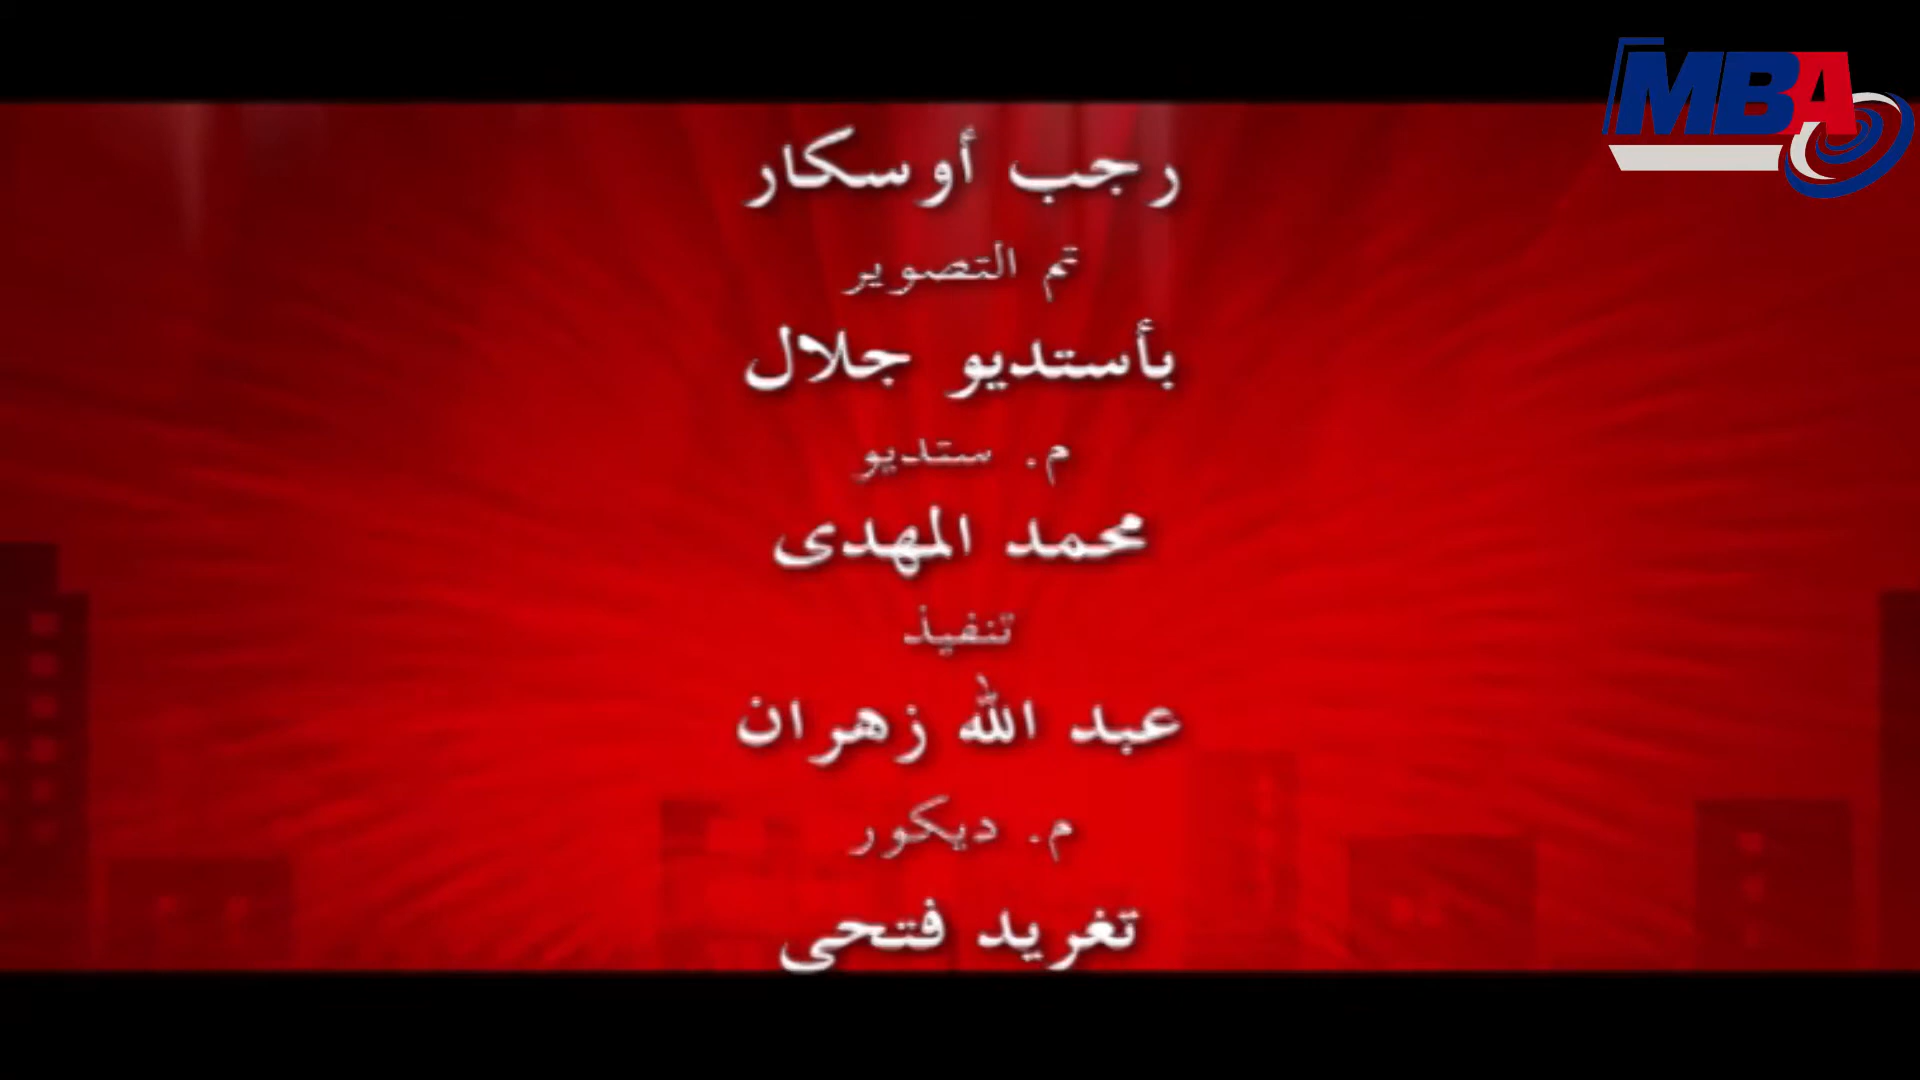 MBA
رجب أوسكار
تم التصوير
بأستديو جلال
م. ستديو
محمد المهدى
تنفيذ
عبد الله زهران
م. ديكور
تغريد فتحى